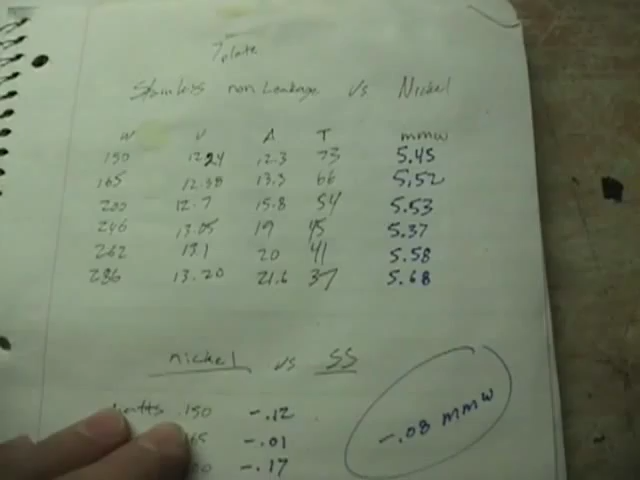 7 plate
Stainless non Leakage vs Nickel
W V A T mmw
150 12.24 12.3 73 5.45
165 12.38 13.3 66 5.52
200 12.7 15.8 54 5.53
246 13.05 19 45 5.37
262 13.1 20 41 5.58
286 13.20 21.6 37 5.68
nickel vs SS
watts 150 -.12
-.01
-.17
-.08 mmw